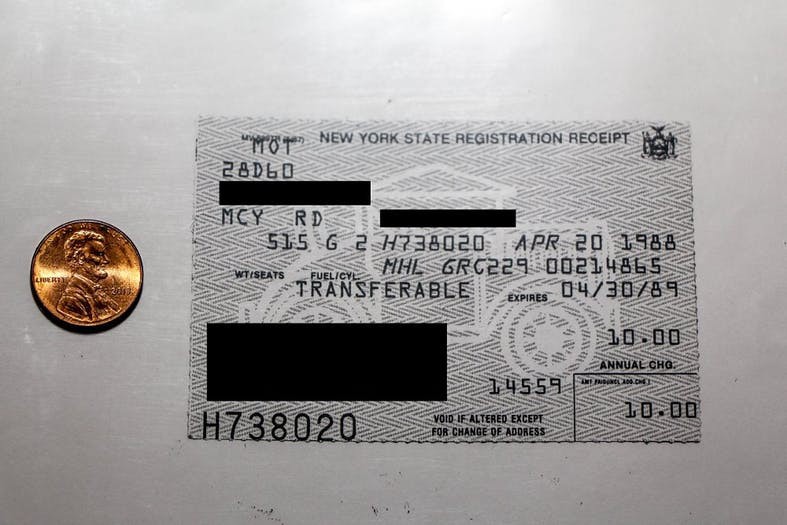 LIBERTY
NEW YORK STATE REGISTRATION RECEIPT
MOT
28D60
MCY RD
515 G 2 H738020 APR 20 1988
MHL GRC229 00214865
WT/SEATS FUEL/CYL.
TRANSFERABLE EXPIRES 04/30/89
10.00
ANNUAL CHG.
14559
10.00
H738020
VOID IF ALTERED EXCEPT
FOR CHANGE OF ADDRESS